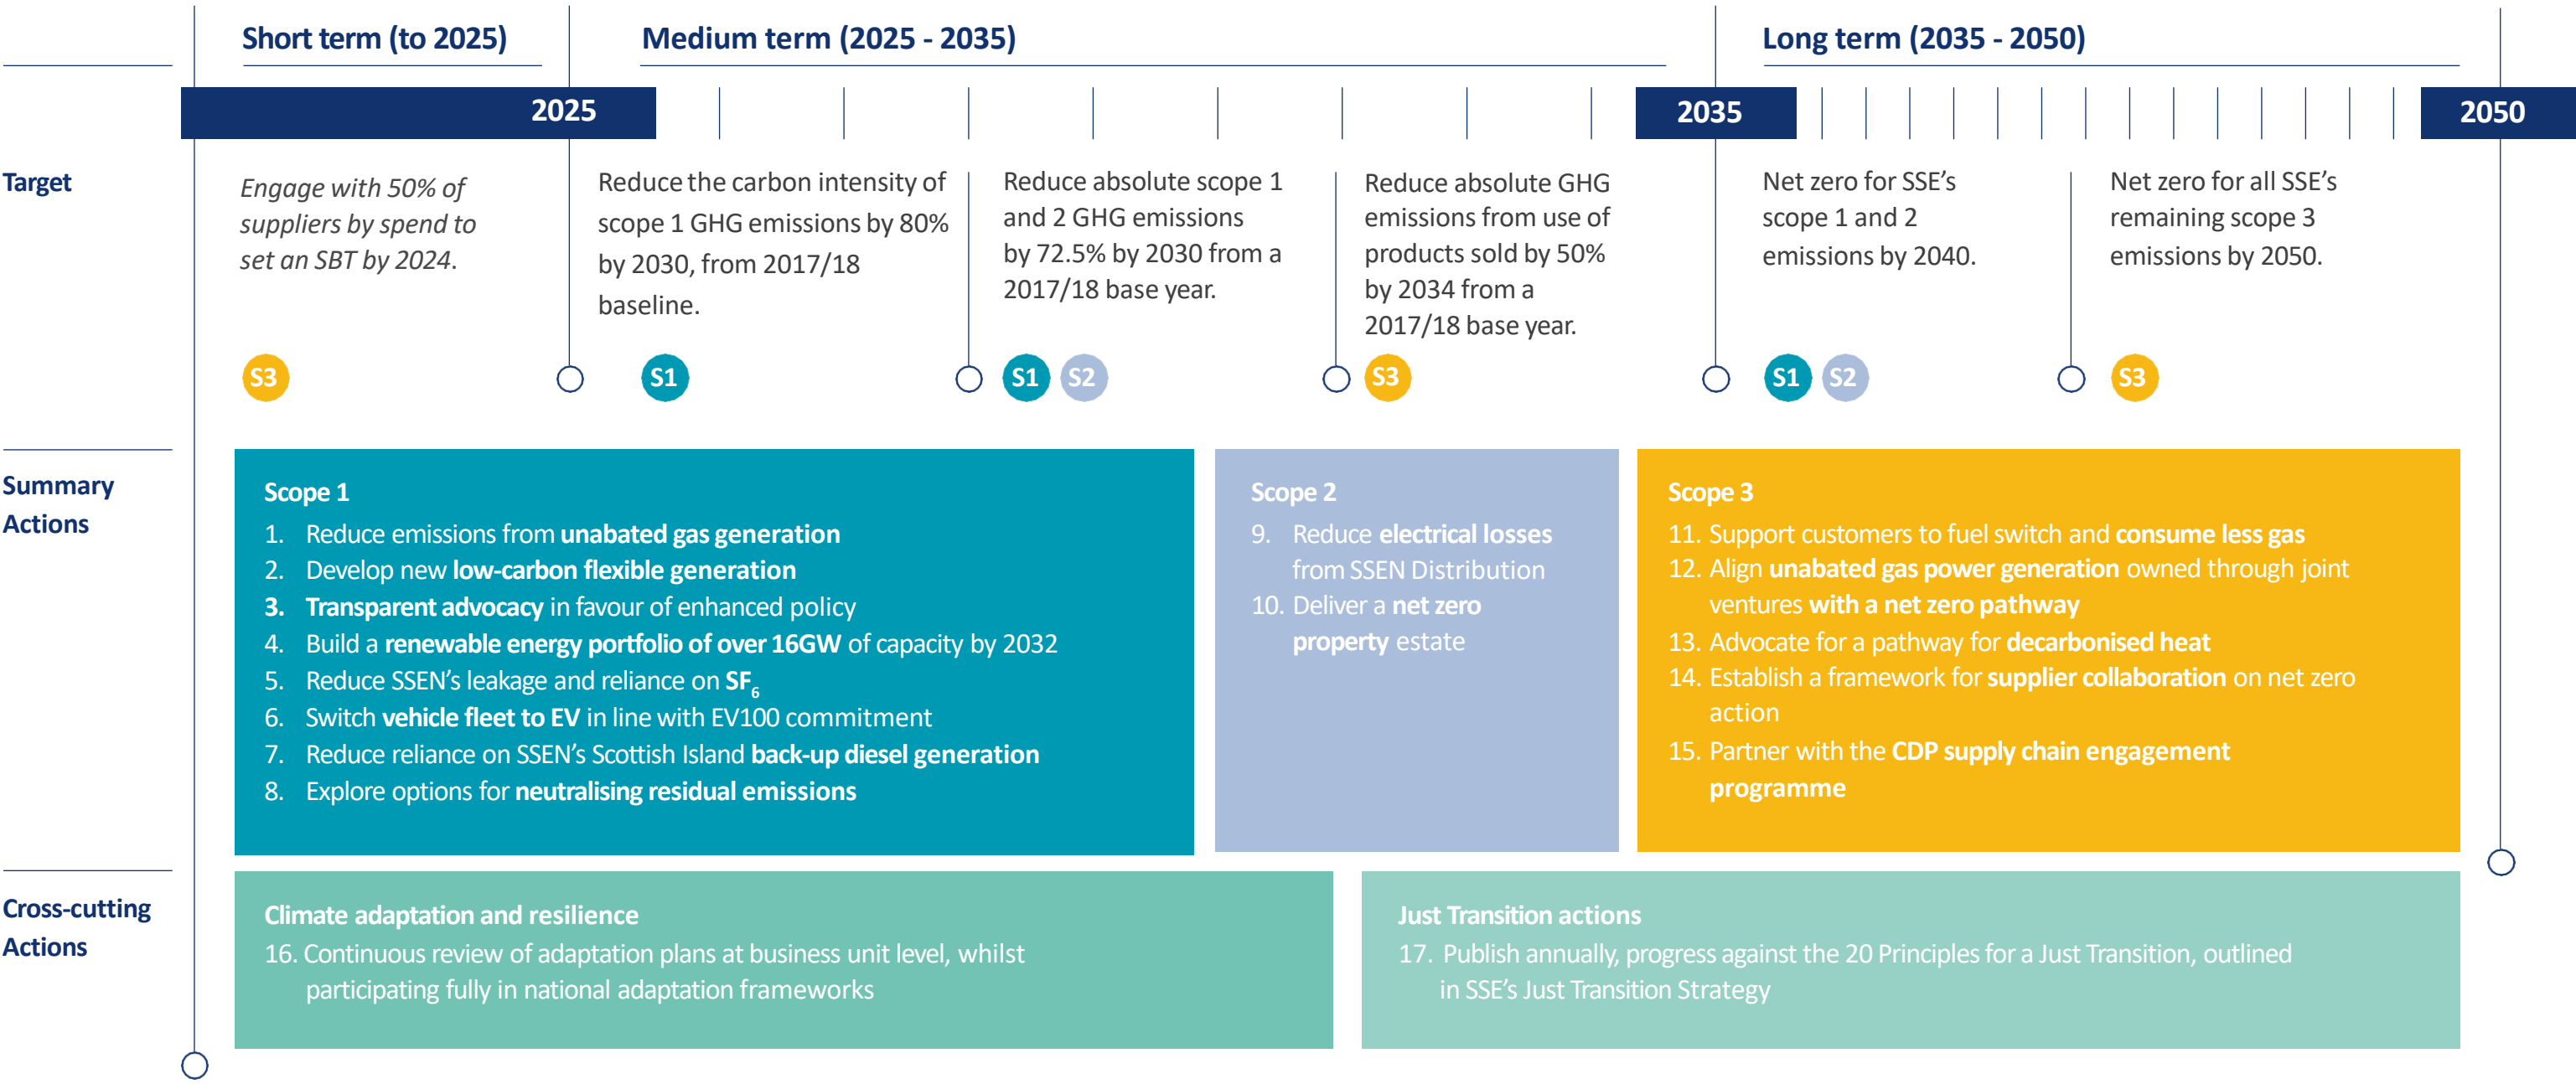 Short term (to 2025)
Medium term (2025 - 2035)
Long term (2035 - 2050)
2025
2035
2050
Target
Engage with 50% of
suppliers by spend to
set an SBT by 2024.
S3
Reduce the carbon intensity of
scope 1 GHG emissions by 80%
by 2030, from 2017/18
baseline.
S1
Reduce absolute scope 1
and 2 GHG emissions
by 72.5% by 2030 from a
2017/18 base year.
S1 S2
Reduce absolute GHG
emissions from use of
products sold by 50%
by 2034 from a
2017/18 base year.
S3
Net zero for SSE’s
scope 1 and 2
emissions by 2040.
S1 S2
Net zero for all SSE’s
remaining scope 3
emissions by 2050.
S3
Summary
Actions
Scope 1
1. Reduce emissions from unabated gas generation
2. Develop new low-carbon flexible generation
3. Transparent advocacy in favour of enhanced policy
4. Build a renewable energy portfolio of over 16GW of capacity by 2032
5. Reduce SSEN’s leakage and reliance on SF₆
6. Switch vehicle fleet to EV in line with EV100 commitment
7. Reduce reliance on SSEN’s Scottish Island back-up diesel generation
8. Explore options for neutralising residual emissions
Scope 2
9. Reduce electrical losses
from SSEN Distribution
10. Deliver a net zero
property estate
Scope 3
11. Support customers to fuel switch and consume less gas
12. Align unabated gas power generation owned through joint
ventures with a net zero pathway
13. Advocate for a pathway for decarbonised heat
14. Establish a framework for supplier collaboration on net zero
action
15. Partner with the CDP supply chain engagement
programme
Cross-cutting
Actions
Climate adaptation and resilience
16. Continuous review of adaptation plans at business unit level, whilst
participating fully in national adaptation frameworks
Just Transition actions
17. Publish annually, progress against the 20 Principles for a Just Transition, outlined
in SSE’s Just Transition Strategy